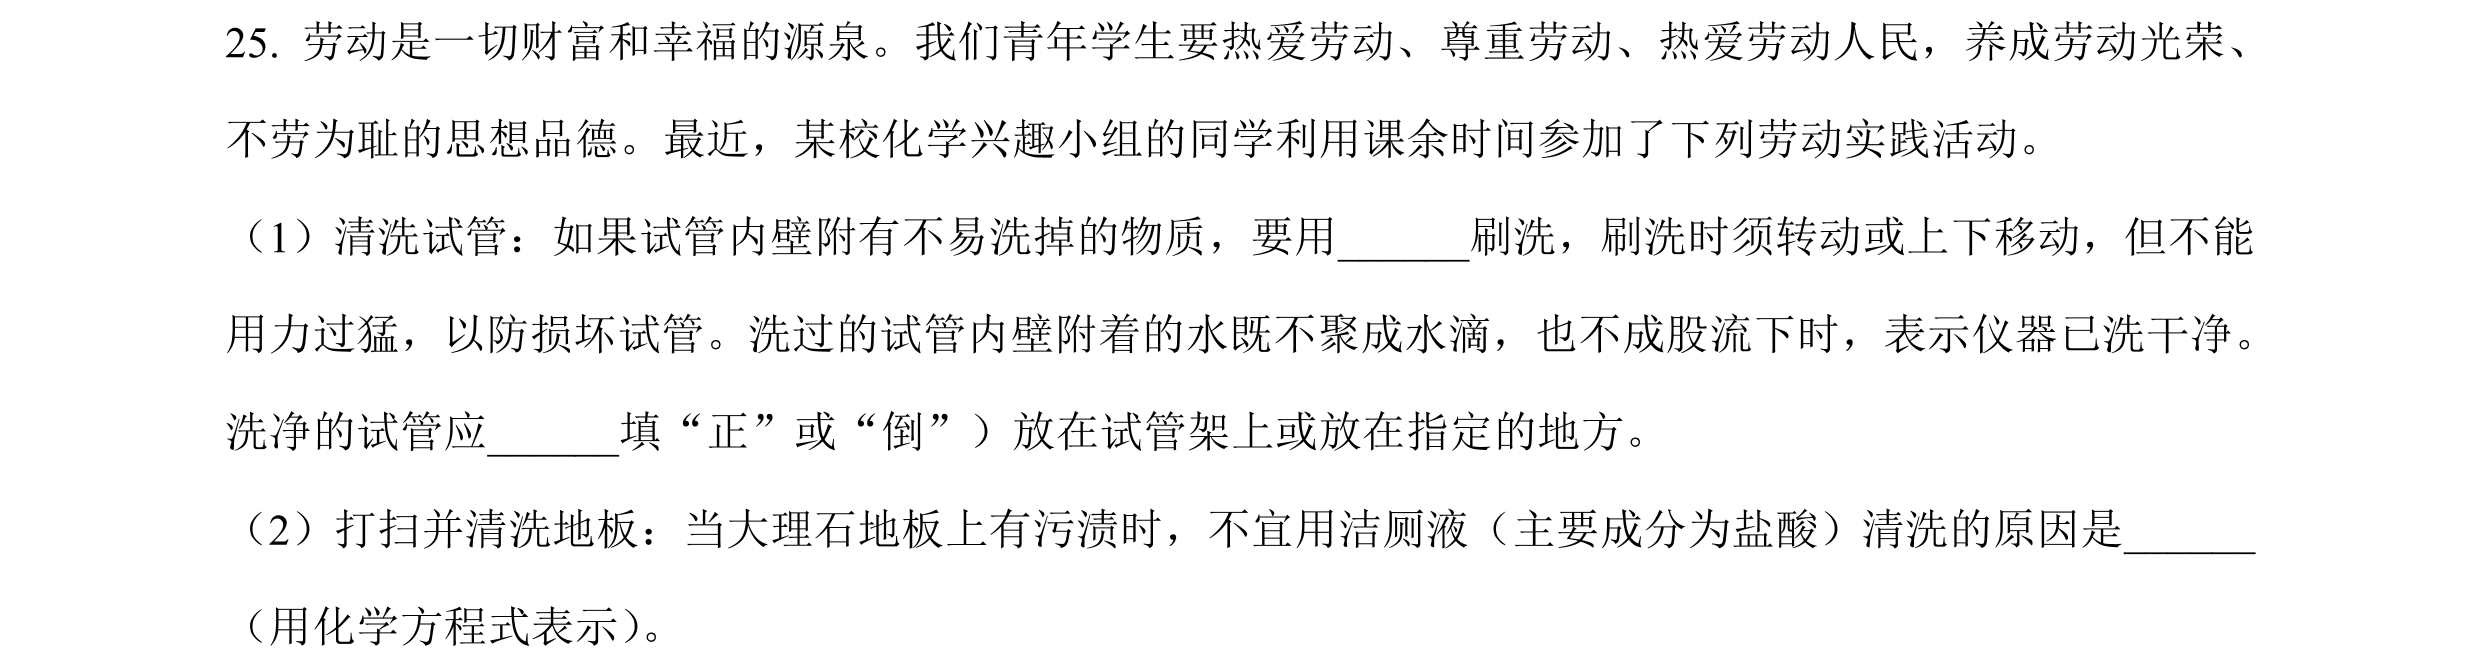 25. 劳动是一切财富和幸福的源泉。我们青年学生要热爱劳动、尊重劳动、热爱劳动人民，养成劳动光荣、
不劳为耻的思想品德。最近，某校化学兴趣小组的同学利用课余时间参加了下列劳动实践活动。
（1）清洗试管：如果试管内壁附有不易洗掉的物质，要用______刷洗，刷洗时须转动或上下移动，但不能
用力过猛，以防损坏试管。洗过的试管内壁附着的水既不聚成水滴，也不成股流下时，表示仪器已洗干净。
洗净的试管应______填“正”或“倒”）放在试管架上或放在指定的地方。
（2）打扫并清洗地板：当大理石地板上有污渍时，不宜用洁厕液（主要成分为盐酸）清洗的原因是______
（用化学方程式表示）。